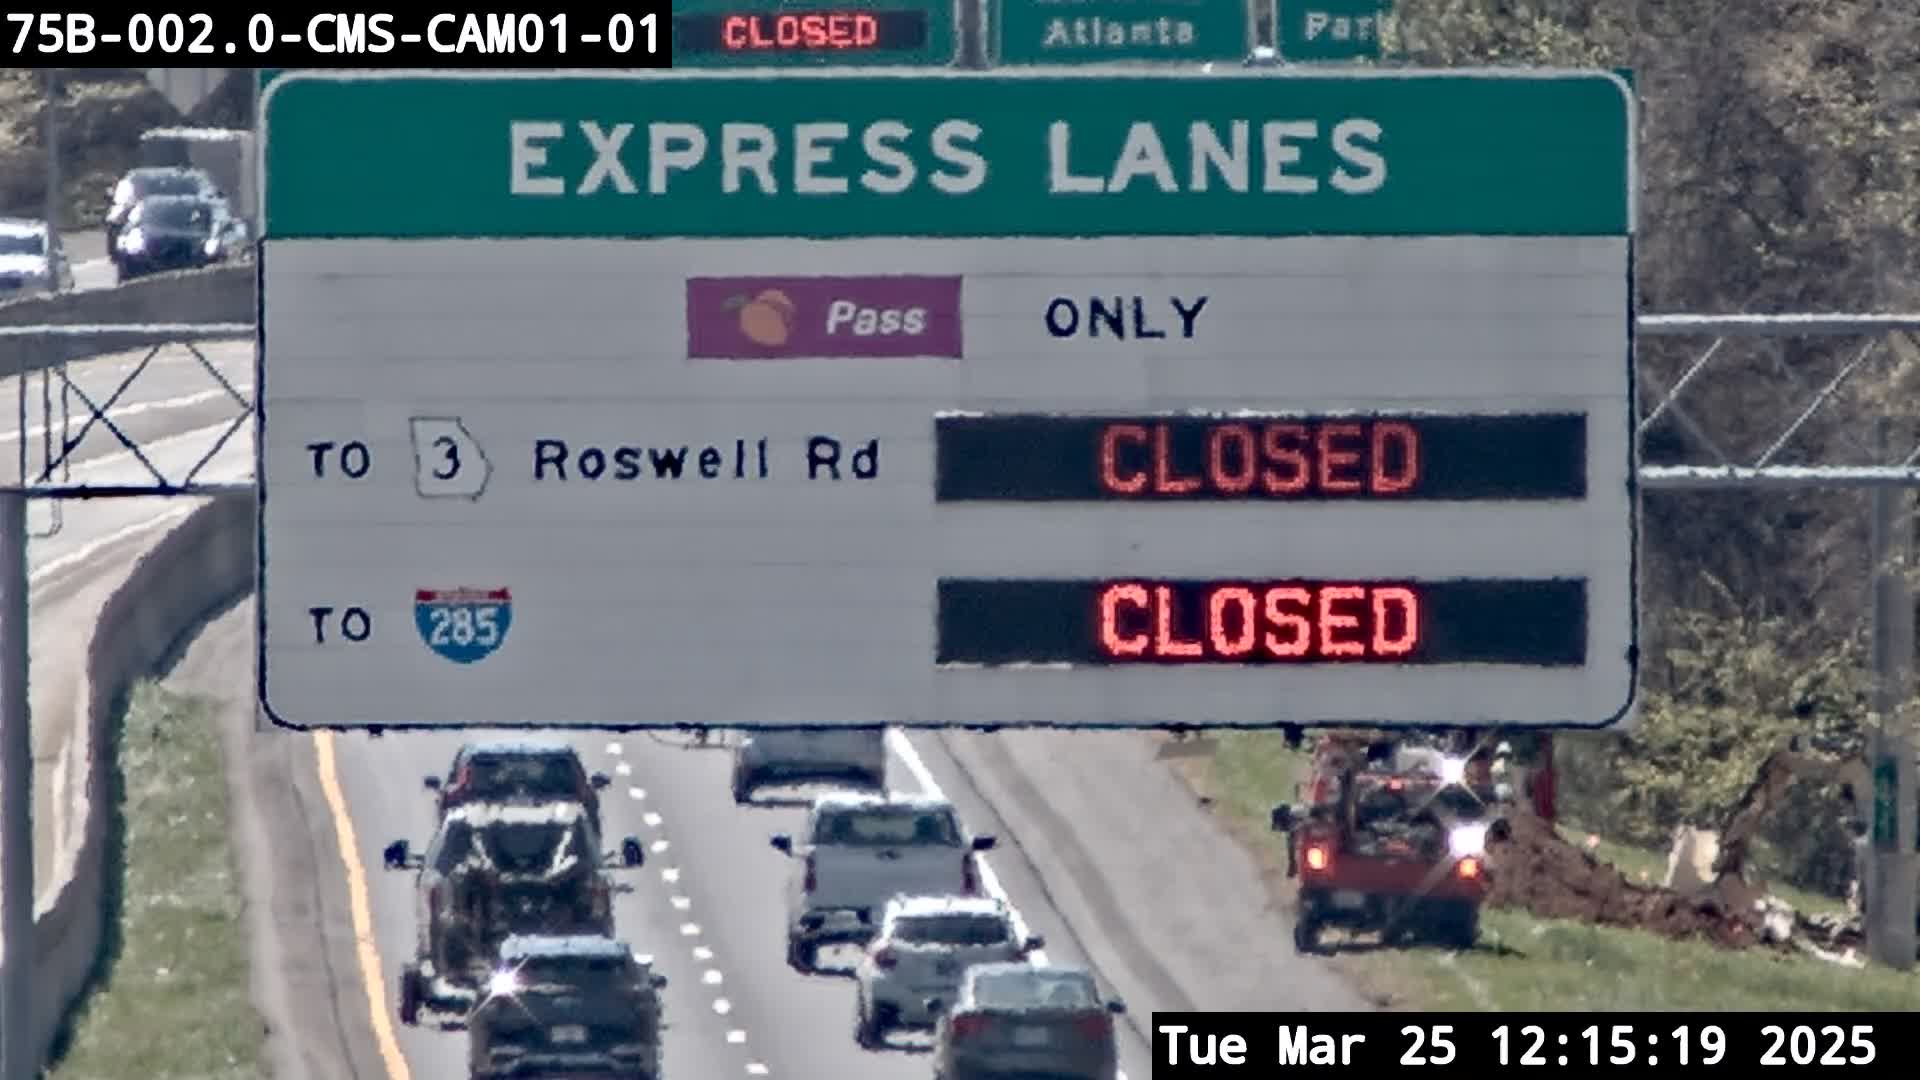 75B-002.0-CMS-CAM01-01
CLOSED
Atlanta
EXPRESS LANES
Pass ONLY
TO 3 Roswell Rd CLOSED
TO 285 CLOSED
Tue Mar 25 12:15:19 2025